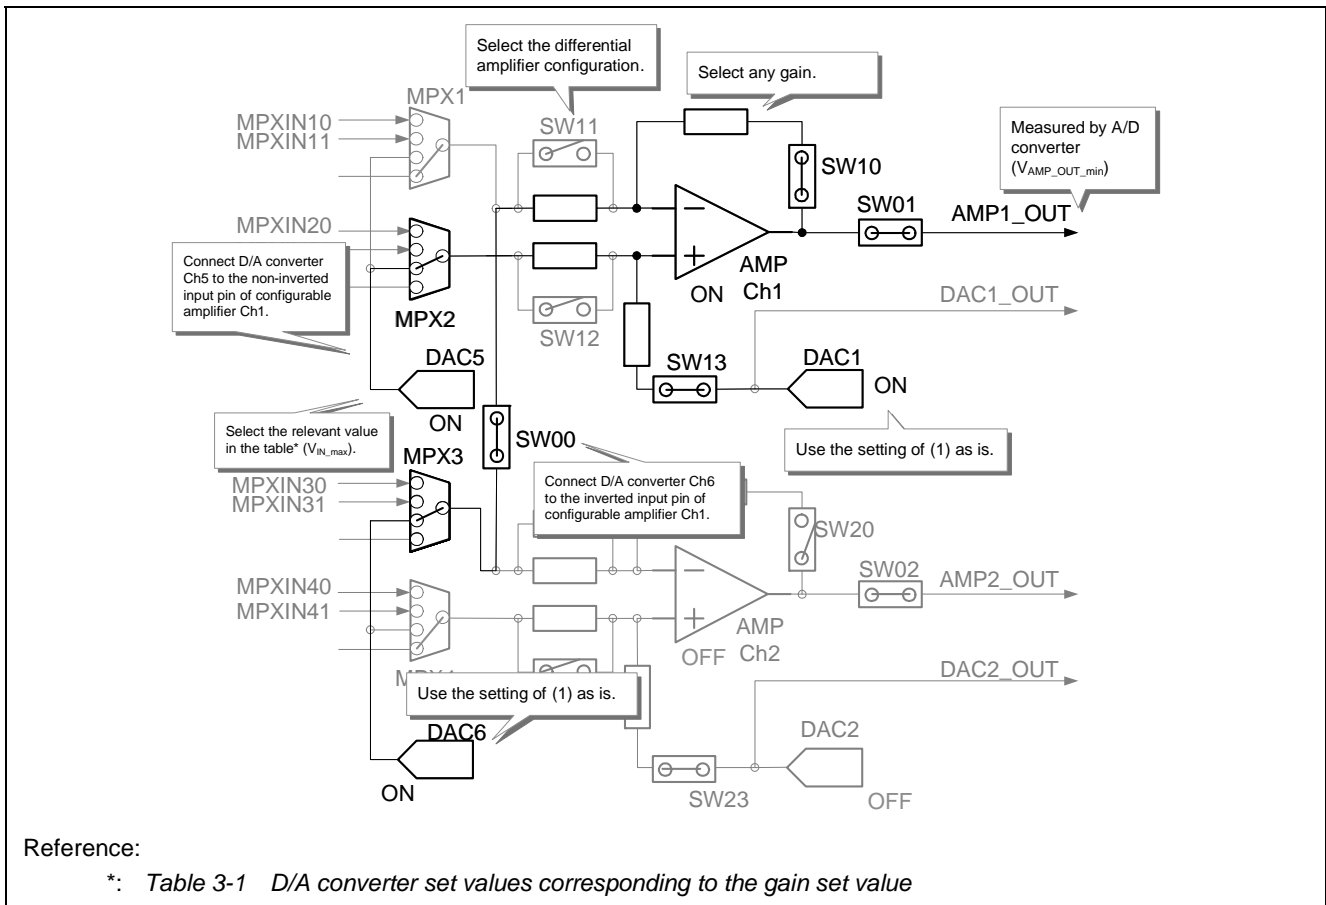 Select the differential
amplifier configuration.
Select any gain.
MPX1
MPXIN10
MPXIN11
SW11
SW10
Measured by A/D
converter
(VAMP_OUT_min)
SW01
AMP1_OUT
MPXIN20
Connect D/A converter
Ch5 to the non-inverted
input pin of configurable
amplifier Ch1.
AMP
Ch1
ON
DAC1_OUT
MPX2
SW12
DAC5
ON
SW13
DAC1
ON
Select the relevant value
in the table* (VIN_max).
SW00
Use the setting of (1) as is.
MPX3
MPXIN30
MPXIN31
Connect D/A converter Ch6
to the inverted input pin of
configurable amplifier Ch1.
SW20
SW02
AMP2_OUT
MPXIN40
MPXIN41
AMP
Ch2
OFF
DAC2_OUT
Use the setting of (1) as is.
DAC6
ON
DAC2
SW23
OFF
Reference:
*: Table 3-1 D/A converter set values corresponding to the gain set value